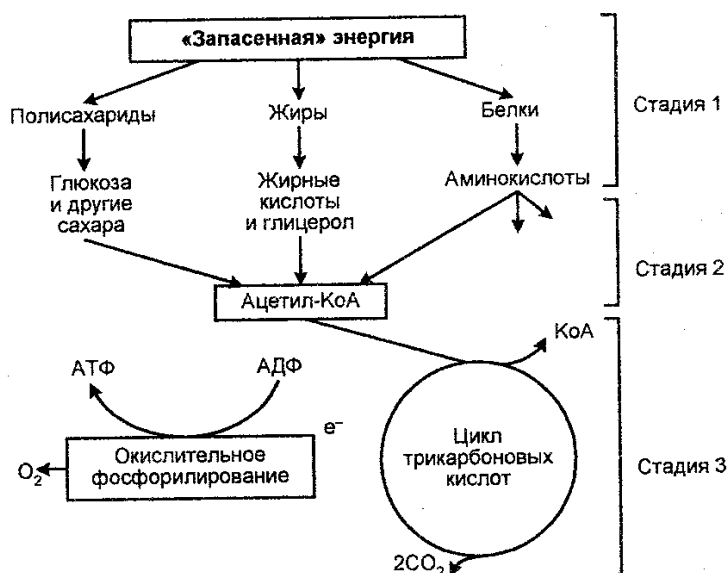 «Запасенная» энергия
Полисахариды
Жиры
Белки
Стадия 1
Глюкоза
и другие
сахара
Жирные
кислоты
и глицерол
Аминокислоты
Стадия 2
Ацетил-КоА
КоА
АТФ
АДФ
e⁻
Окислительное
фосфорилирование
O₂
Цикл
трикарбоновых
кислот
Стадия 3
2CO₂